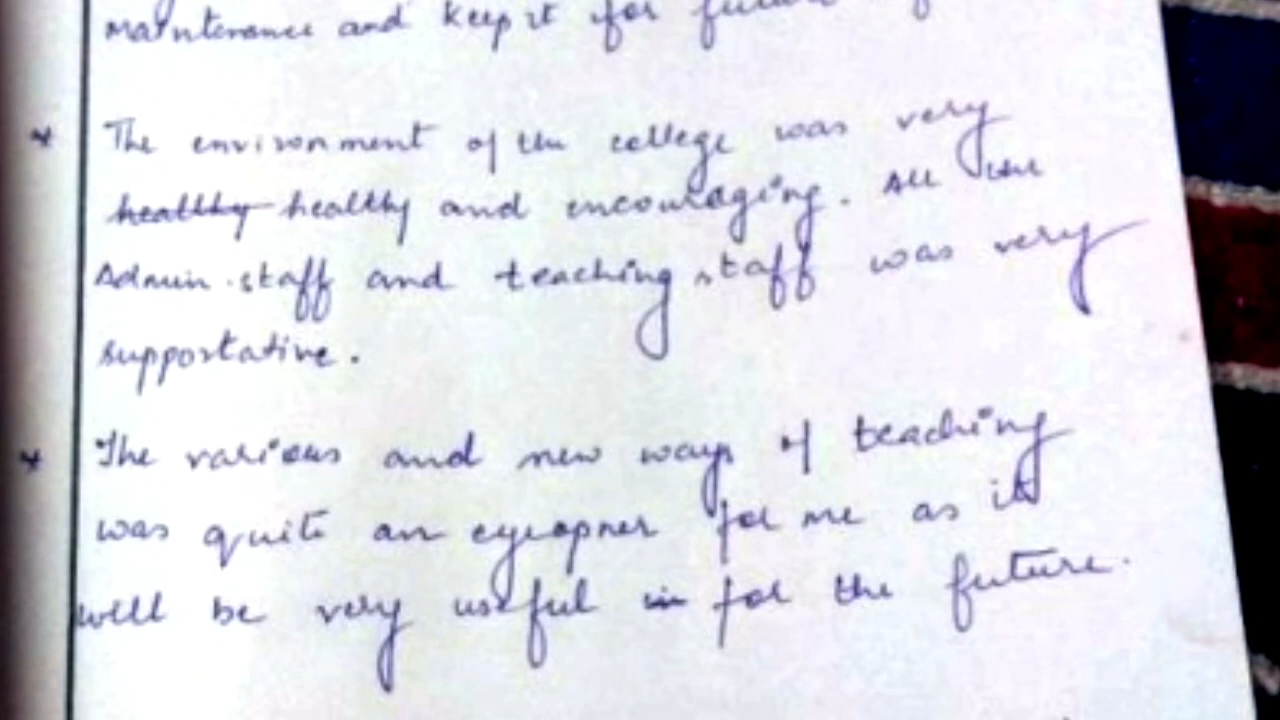 maintenance and keep it for future
* The environment of the college was very
healthy healthy and encouraging. All the
Admin staff and teaching staff was very
supportative.
* The various and new ways of teaching
was quite an eyeopner for me as it
will be very useful in for the future.